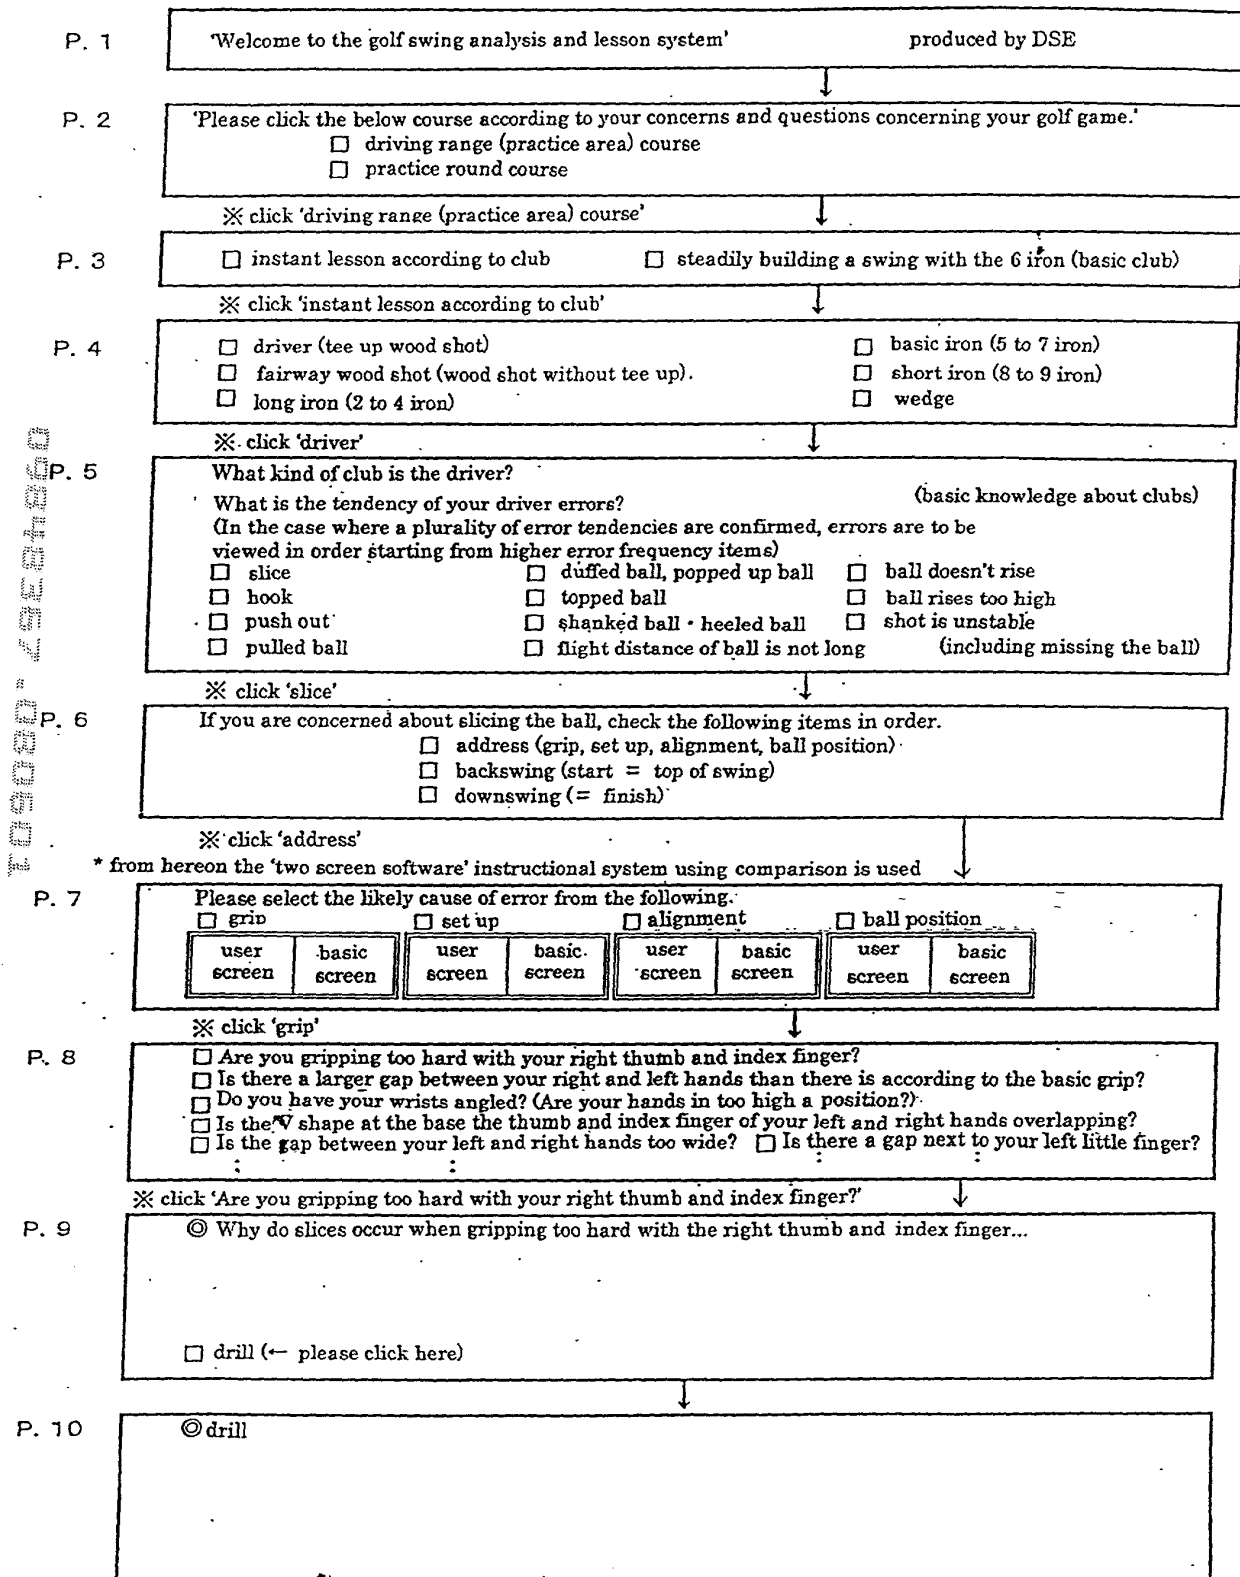 P. 1
'Welcome to the golf swing analysis and lesson system' produced by DSE
P. 2
'Please click the below course according to your concerns and questions concerning your golf game.'
□ driving range (practice area) course
□ practice round course
※ click 'driving range (practice area) course'
P. 3
□ instant lesson according to club □ steadily building a swing with the 6 iron (basic club)
※ click 'instant lesson according to club'
P. 4
□ driver (tee up wood shot) □ basic iron (5 to 7 iron)
□ fairway wood shot (wood shot without tee up). □ short iron (8 to 9 iron)
□ long iron (2 to 4 iron) □ wedge
※ click 'driver'
P. 5
What kind of club is the driver?
(basic knowledge about clubs)
What is the tendency of your driver errors?
(In the case where a plurality of error tendencies are confirmed, errors are to be
viewed in order starting from higher error frequency items)
□ slice □ duffed ball, popped up ball □ ball doesn't rise
□ hook □ topped ball □ ball rises too high
□ push out □ shanked ball · heeled ball □ shot is unstable
□ pulled ball □ flight distance of ball is not long (including missing the ball)
※ click 'slice'
P. 6
If you are concerned about slicing the ball, check the following items in order.
□ address (grip, set up, alignment, ball position)
□ backswing (start = top of swing)
□ downswing (= finish)
※ click 'address'
* from hereon the 'two screen software' instructional system using comparison is used
P. 7
Please select the likely cause of error from the following.
□ grip □ set up □ alignment □ ball position
user basic user basic user basic user basic
screen screen screen screen screen screen screen screen
※ click 'grip'
P. 8
□ Are you gripping too hard with your right thumb and index finger?
□ Is there a larger gap between your right and left hands than there is according to the basic grip?
□ Do you have your wrists angled? (Are your hands in too high a position?)
□ Is the V shape at the base the thumb and index finger of your left and right hands overlapping?
□ Is the gap between your left and right hands too wide? □ Is there a gap next to your left little finger?
: : : :
※ click 'Are you gripping too hard with your right thumb and index finger?'
P. 9
◎ Why do slices occur when gripping too hard with the right thumb and index finger...
□ drill (← please click here)
P. 10
◎ drill